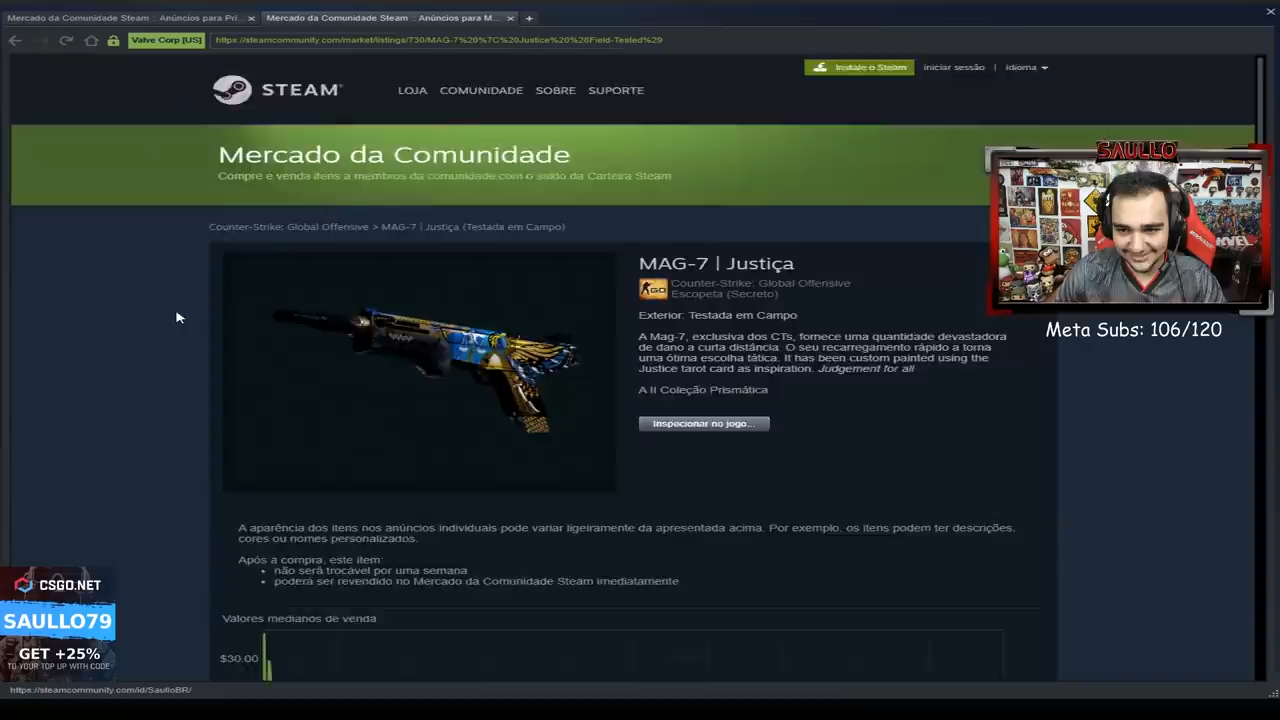 Mercado da Comunidade Steam :: Anúncios para Pri... × Mercado da Comunidade Steam :: Anúncios para M... × +
Valve Corp [US] https://steamcommunity.com/market/listings/730/MAG-7%20%7C%20Justice%20%28Field-Tested%29
Instale o Steam iniciar sessão | idioma
STEAM® LOJA COMUNIDADE SOBRE SUPORTE
Mercado da Comunidade
Compre e venda itens a membros da comunidade com o saldo da Carteira Steam
SAULLO
Counter-Strike: Global Offensive > MAG-7 | Justiça (Testada em Campo)
MAG-7 | Justiça
GO Counter-Strike: Global Offensive
Escopeta (Secreto)
Exterior: Testada em Campo
Meta Subs: 106/120
A Mag-7, exclusiva dos CTs, fornece uma quantidade devastadora
de dano a curta distância. O seu recarregamento rápido a torna
uma ótima escolha tática. It has been custom painted using the
Justice tarot card as inspiration. Judgement for all
A II Coleção Prismática
Inspecionar no jogo...
A aparência dos itens nos anúncios individuais pode variar ligeiramente da apresentada acima. Por exemplo, os itens podem ter descrições,
cores ou nomes personalizados.
Após a compra, este item:
• não será trocável por uma semana
• poderá ser revendido no Mercado da Comunidade Steam imediatamente
Valores medianos de venda
$30.00
CSGO.NET
SAULLO79
GET +25%
TO YOUR TOP UP WITH CODE
https://steamcommunity.com/id/SaulloBR/